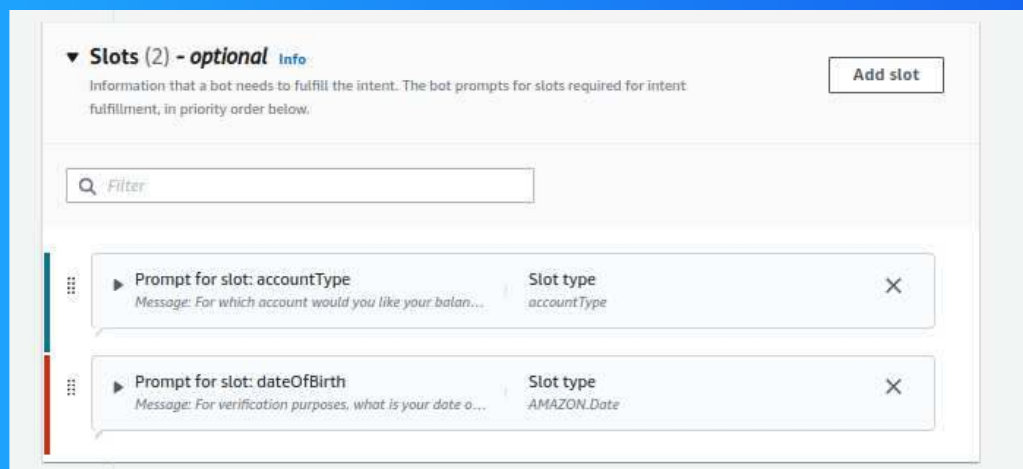 Slots (2) - optional Info
Information that a bot needs to fulfill the intent. The bot prompts for slots required for intent
fulfillment, in priority order below.
Add slot
Filter
Prompt for slot: accountType
Message: For which account would you like your balan...
Slot type
accountType
Prompt for slot: dateOfBirth
Message: For verification purposes, what is your date o...
Slot type
AMAZON.Date